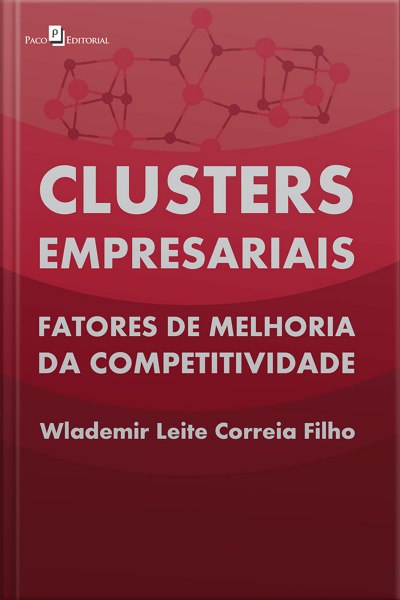 PACO EDITORIAL
CLUSTERS
EMPRESARIAIS
FATORES DE MELHORIA
DA COMPETITIVIDADE
Wlademir Leite Correia Filho